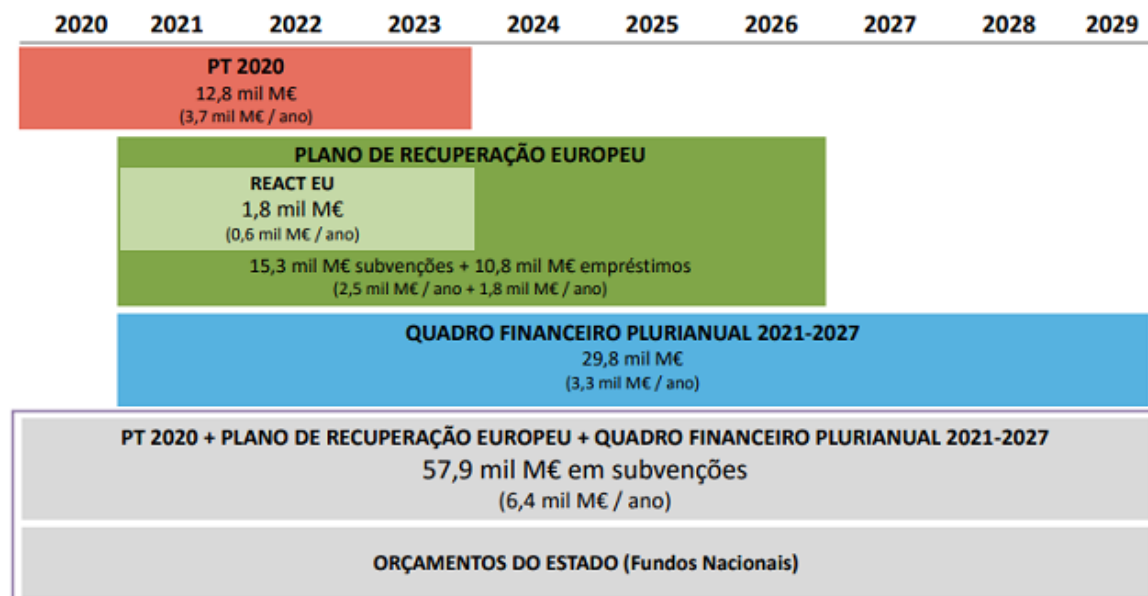 2020 2021 2022 2023 2024 2025 2026 2027 2028 2029
PT 2020
12,8 mil M€
(3,7 mil M€ / ano)
PLANO DE RECUPERAÇÃO EUROPEU
REACT EU
1,8 mil M€
(0,6 mil M€ / ano)
15,3 mil M€ subvenções + 10,8 mil M€ empréstimos
(2,5 mil M€ / ano + 1,8 mil M€ / ano)
QUADRO FINANCEIRO PLURIANUAL 2021-2027
29,8 mil M€
(3,3 mil M€ / ano)
PT 2020 + PLANO DE RECUPERAÇÃO EUROPEU + QUADRO FINANCEIRO PLURIANUAL 2021-2027
57,9 mil M€ em subvenções
(6,4 mil M€ / ano)
ORÇAMENTOS DO ESTADO (Fundos Nacionais)